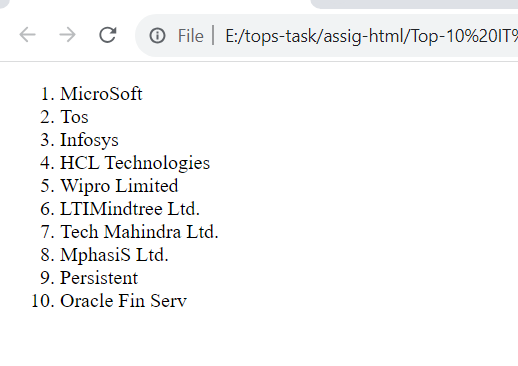 File | E:/tops-task/assig-html/Top-10%20IT%
1. MicroSoft
2. Tos
3. Infosys
4. HCL Technologies
5. Wipro Limited
6. LTIMindtree Ltd.
7. Tech Mahindra Ltd.
8. MphasiS Ltd.
9. Persistent
10. Oracle Fin Serv